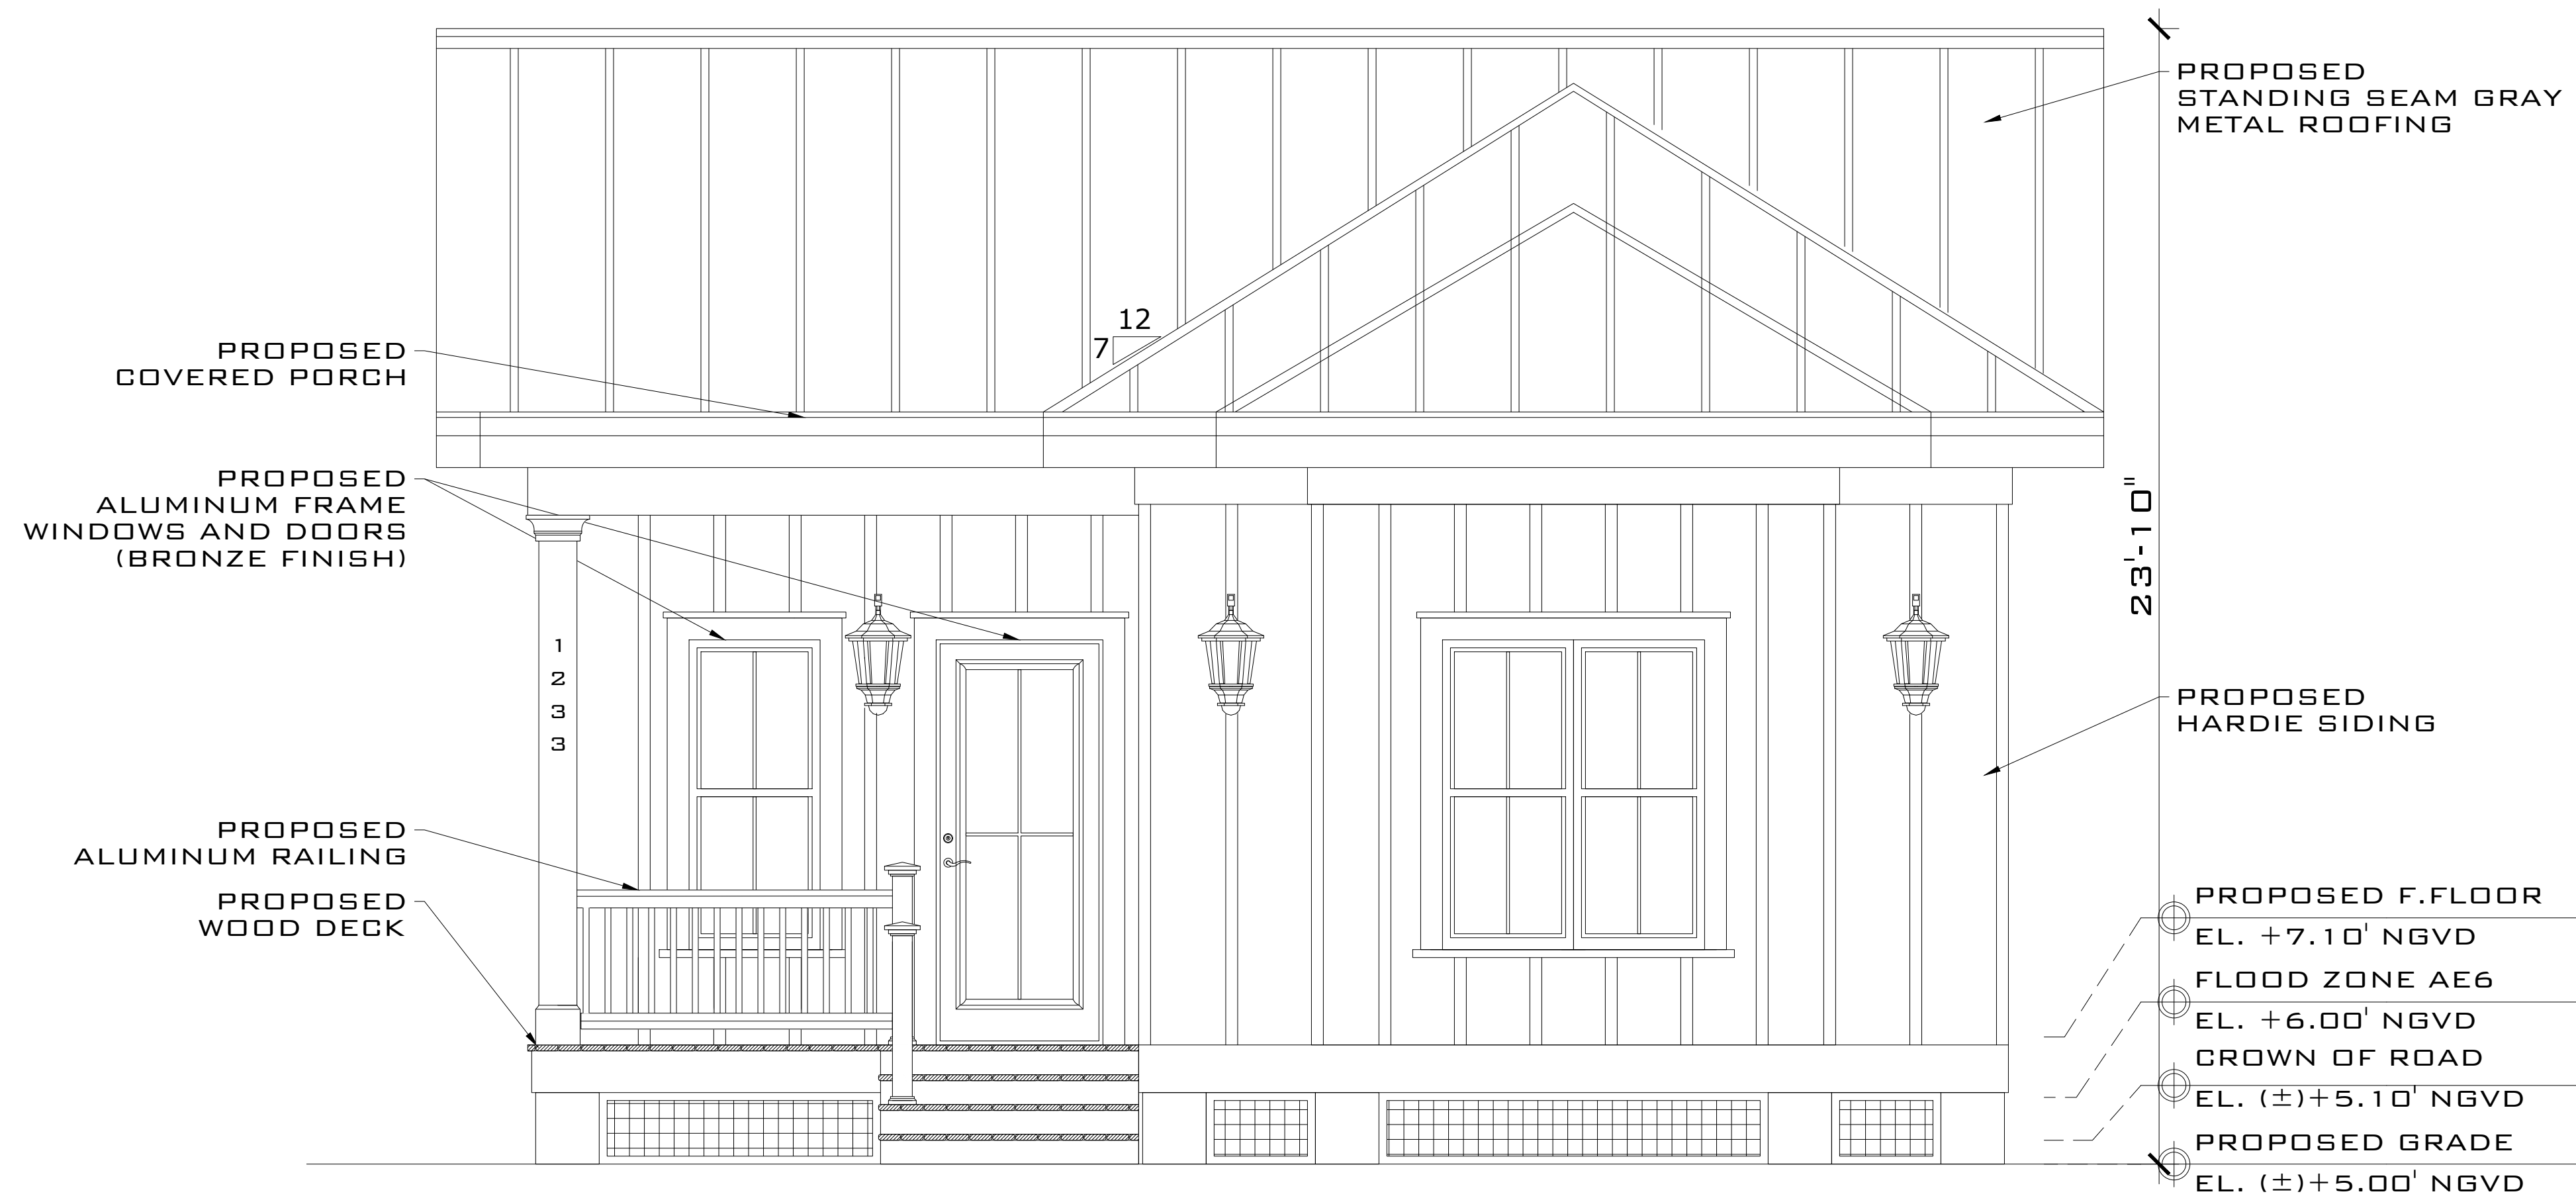 PROPOSED
STANDING SEAM GRAY
METAL ROOFING
12
7
PROPOSED
COVERED PORCH
PROPOSED
ALUMINUM FRAME
WINDOWS AND DOORS
(BRONZE FINISH)
23'-10"
1
2
3
3
PROPOSED
HARDIE SIDING
PROPOSED
ALUMINUM RAILING
PROPOSED
WOOD DECK
PROPOSED F.FLOOR
EL. +7.10' NGVD
FLOOD ZONE AE6
EL. +6.00' NGVD
CROWN OF ROAD
EL. (±)+5.10' NGVD
PROPOSED GRADE
EL. (±)+5.00' NGVD